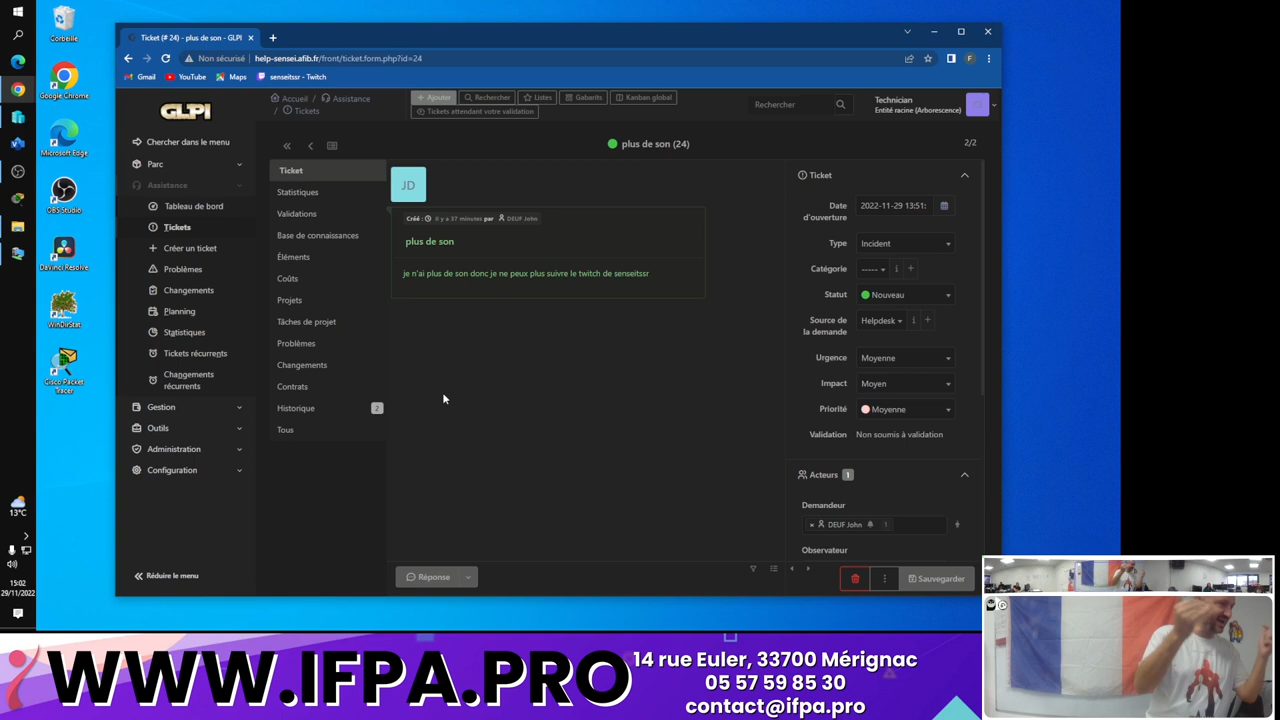 Corbeille
Google Chrome
Microsoft Edge
OBS Studio
DaVinci Resolve
WinDirStat
Cisco Packet
Tracer
13°C
15:02
29/11/2022
Ticket (# 24) - plus de son - GLPI
Non sécurisé
help-sensei.afib.fr/front/ticket.form.php?id=24
F
Gmail
YouTube
Maps
senseitssr - Twitch
GLPI
Chercher dans le menu
Parc
Assistance
Tableau de bord
Tickets
Créer un ticket
Problèmes
Changements
Planning
Statistiques
Tickets récurrents
Changements
récurrents
Gestion
Outils
Administration
Configuration
Réduire le menu
Accueil / Assistance
/ Tickets
Ajouter
Rechercher
Listes
Gabarits
Kanban global
Tickets attendant votre validation
Rechercher
Technician
Entité racine (Arborescence)
plus de son (24)
2/2
Ticket
Statistiques
Validations
Base de connaissances
Éléments
Coûts
Projets
Tâches de projet
Problèmes
Changements
Contrats
Historique 2
Tous
JD
Créé : il y a 37 minutes par DEUF John
plus de son
je n'ai plus de son donc je ne peux plus suivre le twitch de senseitssr
Réponse
Ticket
Date
d'ouverture
2022-11-29 13:51:
Type
Incident
Catégorie
-----
Statut
Nouveau
Source de
la demande
Helpdesk
Urgence
Moyenne
Impact
Moyen
Priorité
Moyenne
Validation
Non soumis à validation
Acteurs 1
Demandeur
DEUF John
Observateur
Sauvegarder
WWW.IFPA.PRO
14 rue Euler, 33700 Mérignac
05 57 59 85 30
contact@ifpa.pro